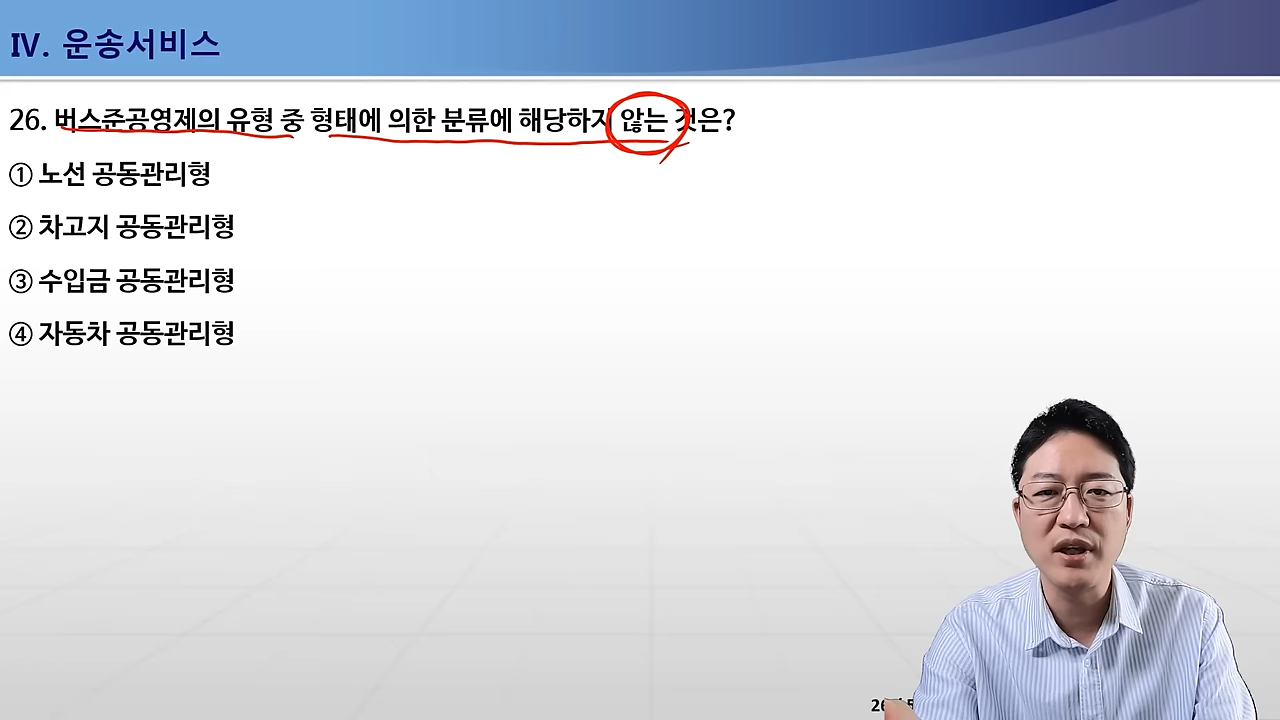 Ⅳ. 운송서비스
26. 버스준공영제의 유형 중 형태에 의한 분류에 해당하지 않는 것은?
① 노선 공동관리형
② 차고지 공동관리형
③ 수입금 공동관리형
④ 자동차 공동관리형